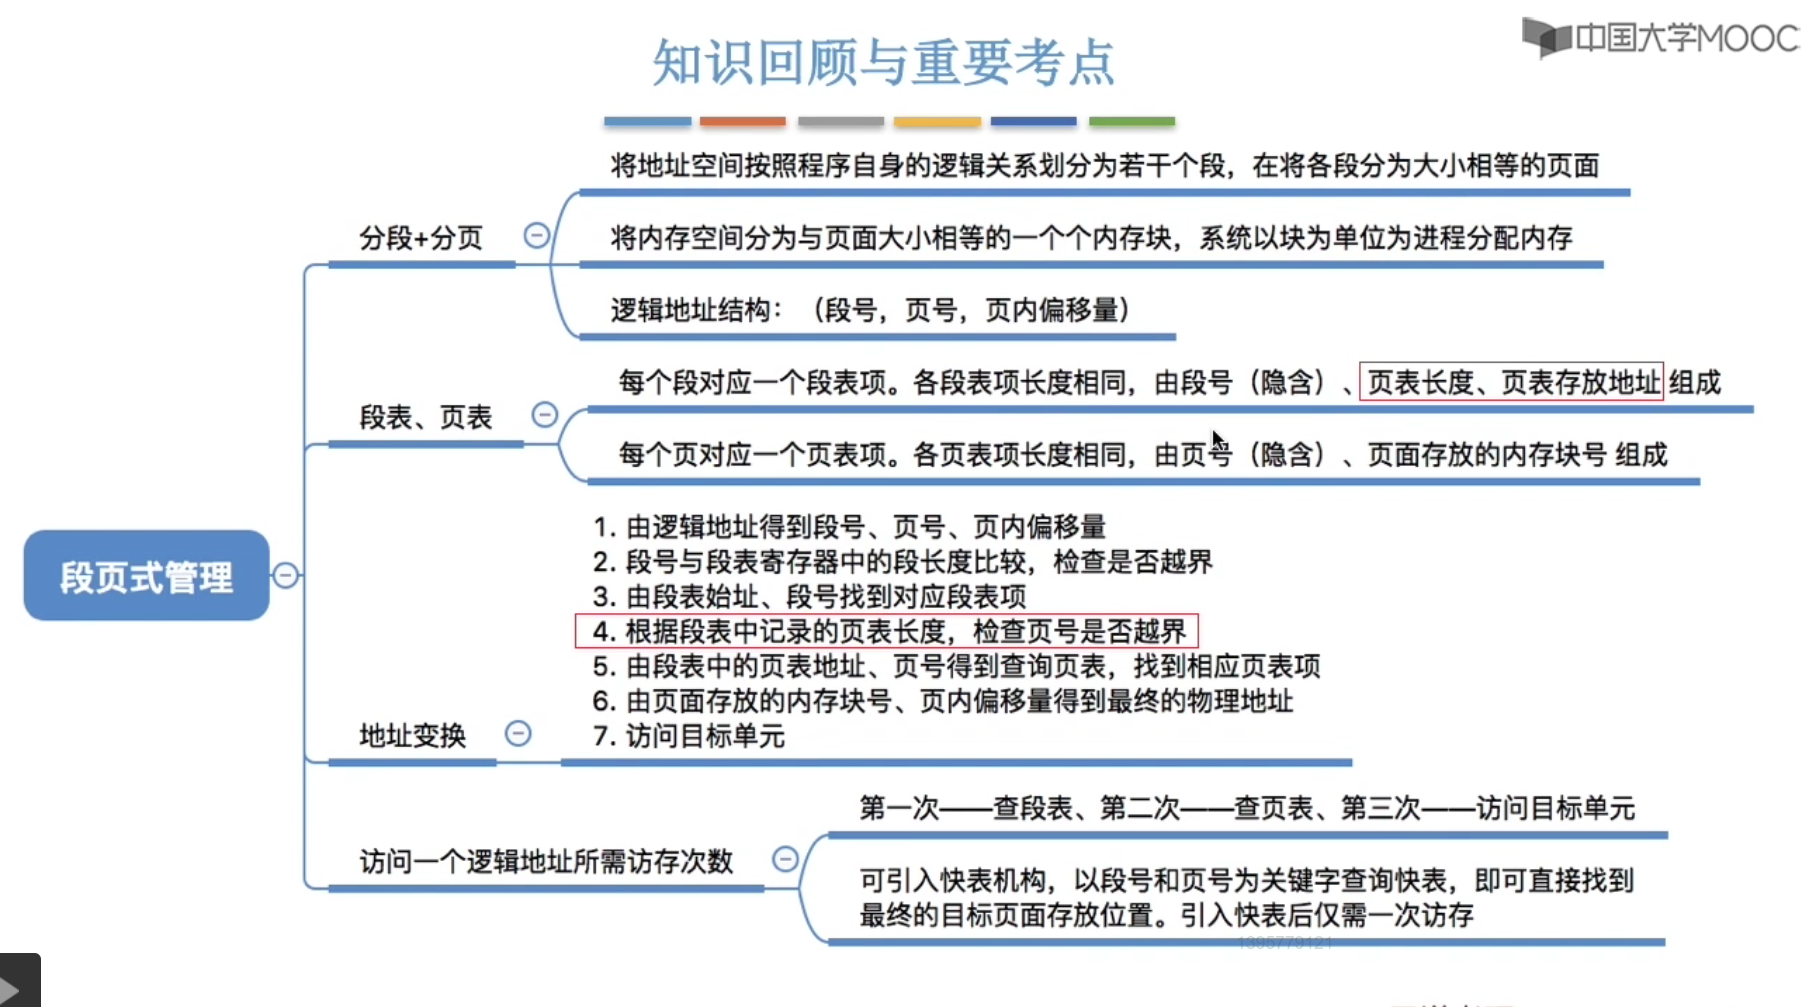 中国大学MOOC
知识回顾与重要考点
将地址空间按照程序自身的逻辑关系划分为若干个段，在将各段分为大小相等的页面
分段+分页
将内存空间分为与页面大小相等的一个个内存块，系统以块为单位为进程分配内存
逻辑地址结构：（段号，页号，页内偏移量）
每个段对应一个段表项。各段表项长度相同，由段号（隐含）、页表长度、页表存放地址 组成
段表、页表
每个页对应一个页表项。各页表项长度相同，由页号（隐含）、页面存放的内存块号 组成
段页式管理
1. 由逻辑地址得到段号、页号、页内偏移量
2. 段号与段表寄存器中的段长度比较，检查是否越界
3. 由段表始址、段号找到对应段表项
4. 根据段表中记录的页表长度，检查页号是否越界
5. 由段表中的页表地址、页号得到查询页表，找到相应页表项
6. 由页面存放的内存块号、页内偏移量得到最终的物理地址
7. 访问目标单元
地址变换
第一次——查段表、第二次——查页表、第三次——访问目标单元
访问一个逻辑地址所需访存次数
可引入快表机构，以段号和页号为关键字查询快表，即可直接找到
最终的目标页面存放位置。引入快表后仅需一次访存
1395779121